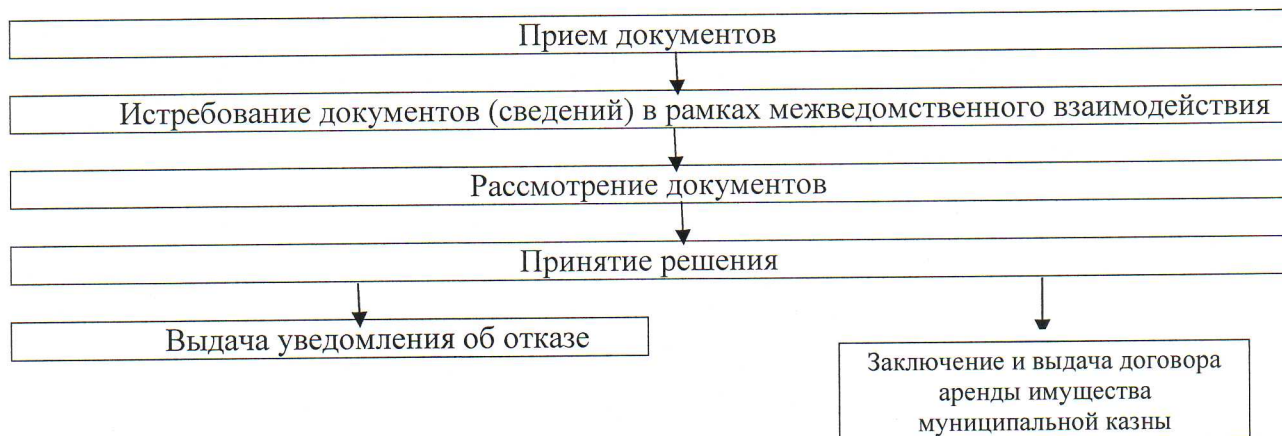 Прием документов
Истребование документов (сведений) в рамках межведомственного взаимодействия
Рассмотрение документов
Принятие решения
Выдача уведомления об отказе
Заключение и выдача договора
аренды имущества
муниципальной казны